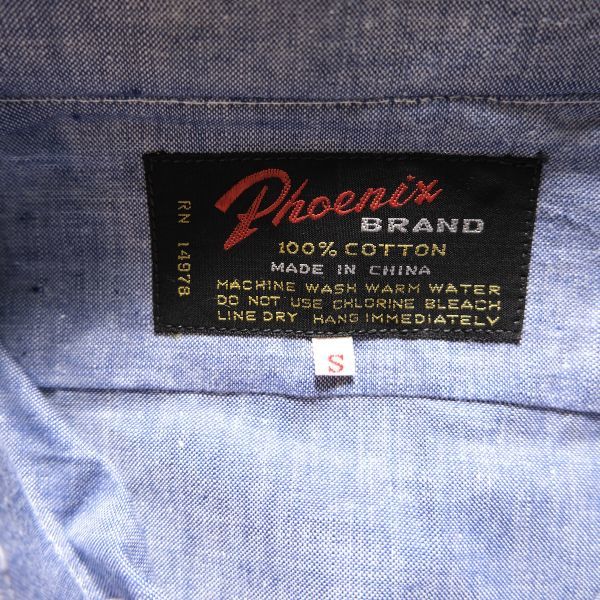 Phoenix
BRAND
100% COTTON
MADE IN CHINA
MACHINE WASH WARM WATER
DO NOT USE CHLORINE BLEACH
LINE DRY HANG IMMEDIATELY
RN 14978
S